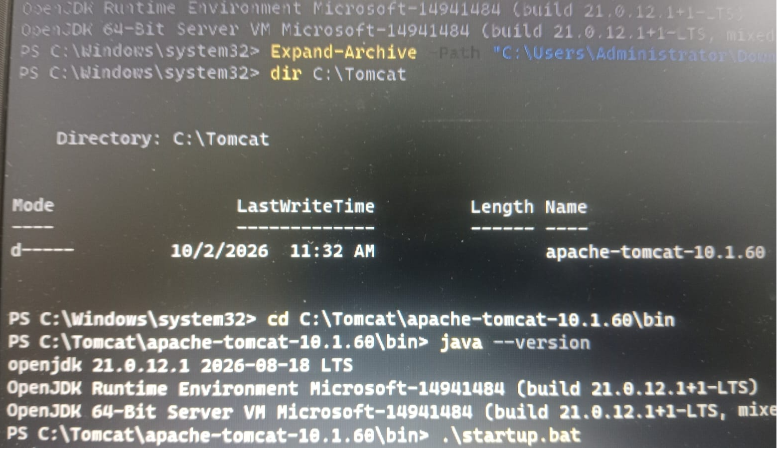 OpenJDK Runtime Environment Microsoft-14941484 (build 21.0.12.1+1-LTS)
OpenJDK 64-Bit Server VM Microsoft-14941484 (build 21.0.12.1+1-LTS, mixed
PS C:\Windows\system32> Expand-Archive -Path "C:\Users\Administrator\Dow
PS C:\Windows\system32> dir C:\Tomcat
Directory: C:\Tomcat
Mode LastWriteTime Length Name
---- ------------- ------ ----
d----- 10/2/2026 11:32 AM apache-tomcat-10.1.60
PS C:\Windows\system32> cd C:\Tomcat\apache-tomcat-10.1.60\bin
PS C:\Tomcat\apache-tomcat-10.1.60\bin> java --version
openjdk 21.0.12.1 2026-08-18 LTS
OpenJDK Runtime Environment Microsoft-14941484 (build 21.0.12.1+1-LTS)
OpenJDK 64-Bit Server VM Microsoft-14941484 (build 21.0.12.1+1-LTS, mixe
PS C:\Tomcat\apache-tomcat-10.1.60\bin> .\startup.bat